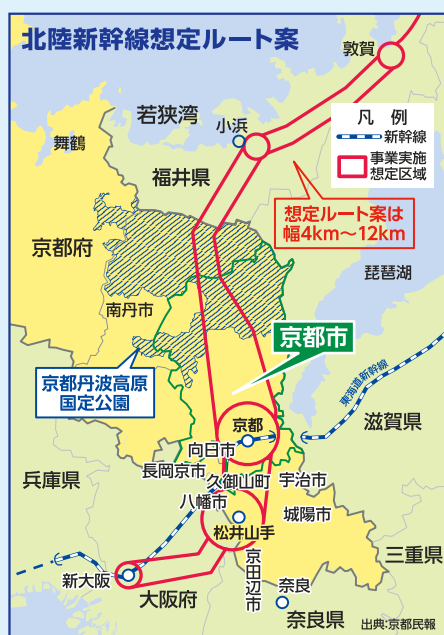 北陸新幹線想定ルート案
敦賀
若狭湾
小浜
凡 例
新幹線
事業実施
想定区域
舞鶴
福井県
想定ルート案は
幅4km〜12km
京都府
琵琶湖
南丹市
京都市
京都丹波高原
国定公園
東海道新幹線
滋賀県
京都
向日市
長岡京市
久御山町
宇治市
兵庫県
八幡市
城陽市
松井山手
三重県
京田辺市
新大阪
大阪府
奈良
奈良県
出典:京都民報